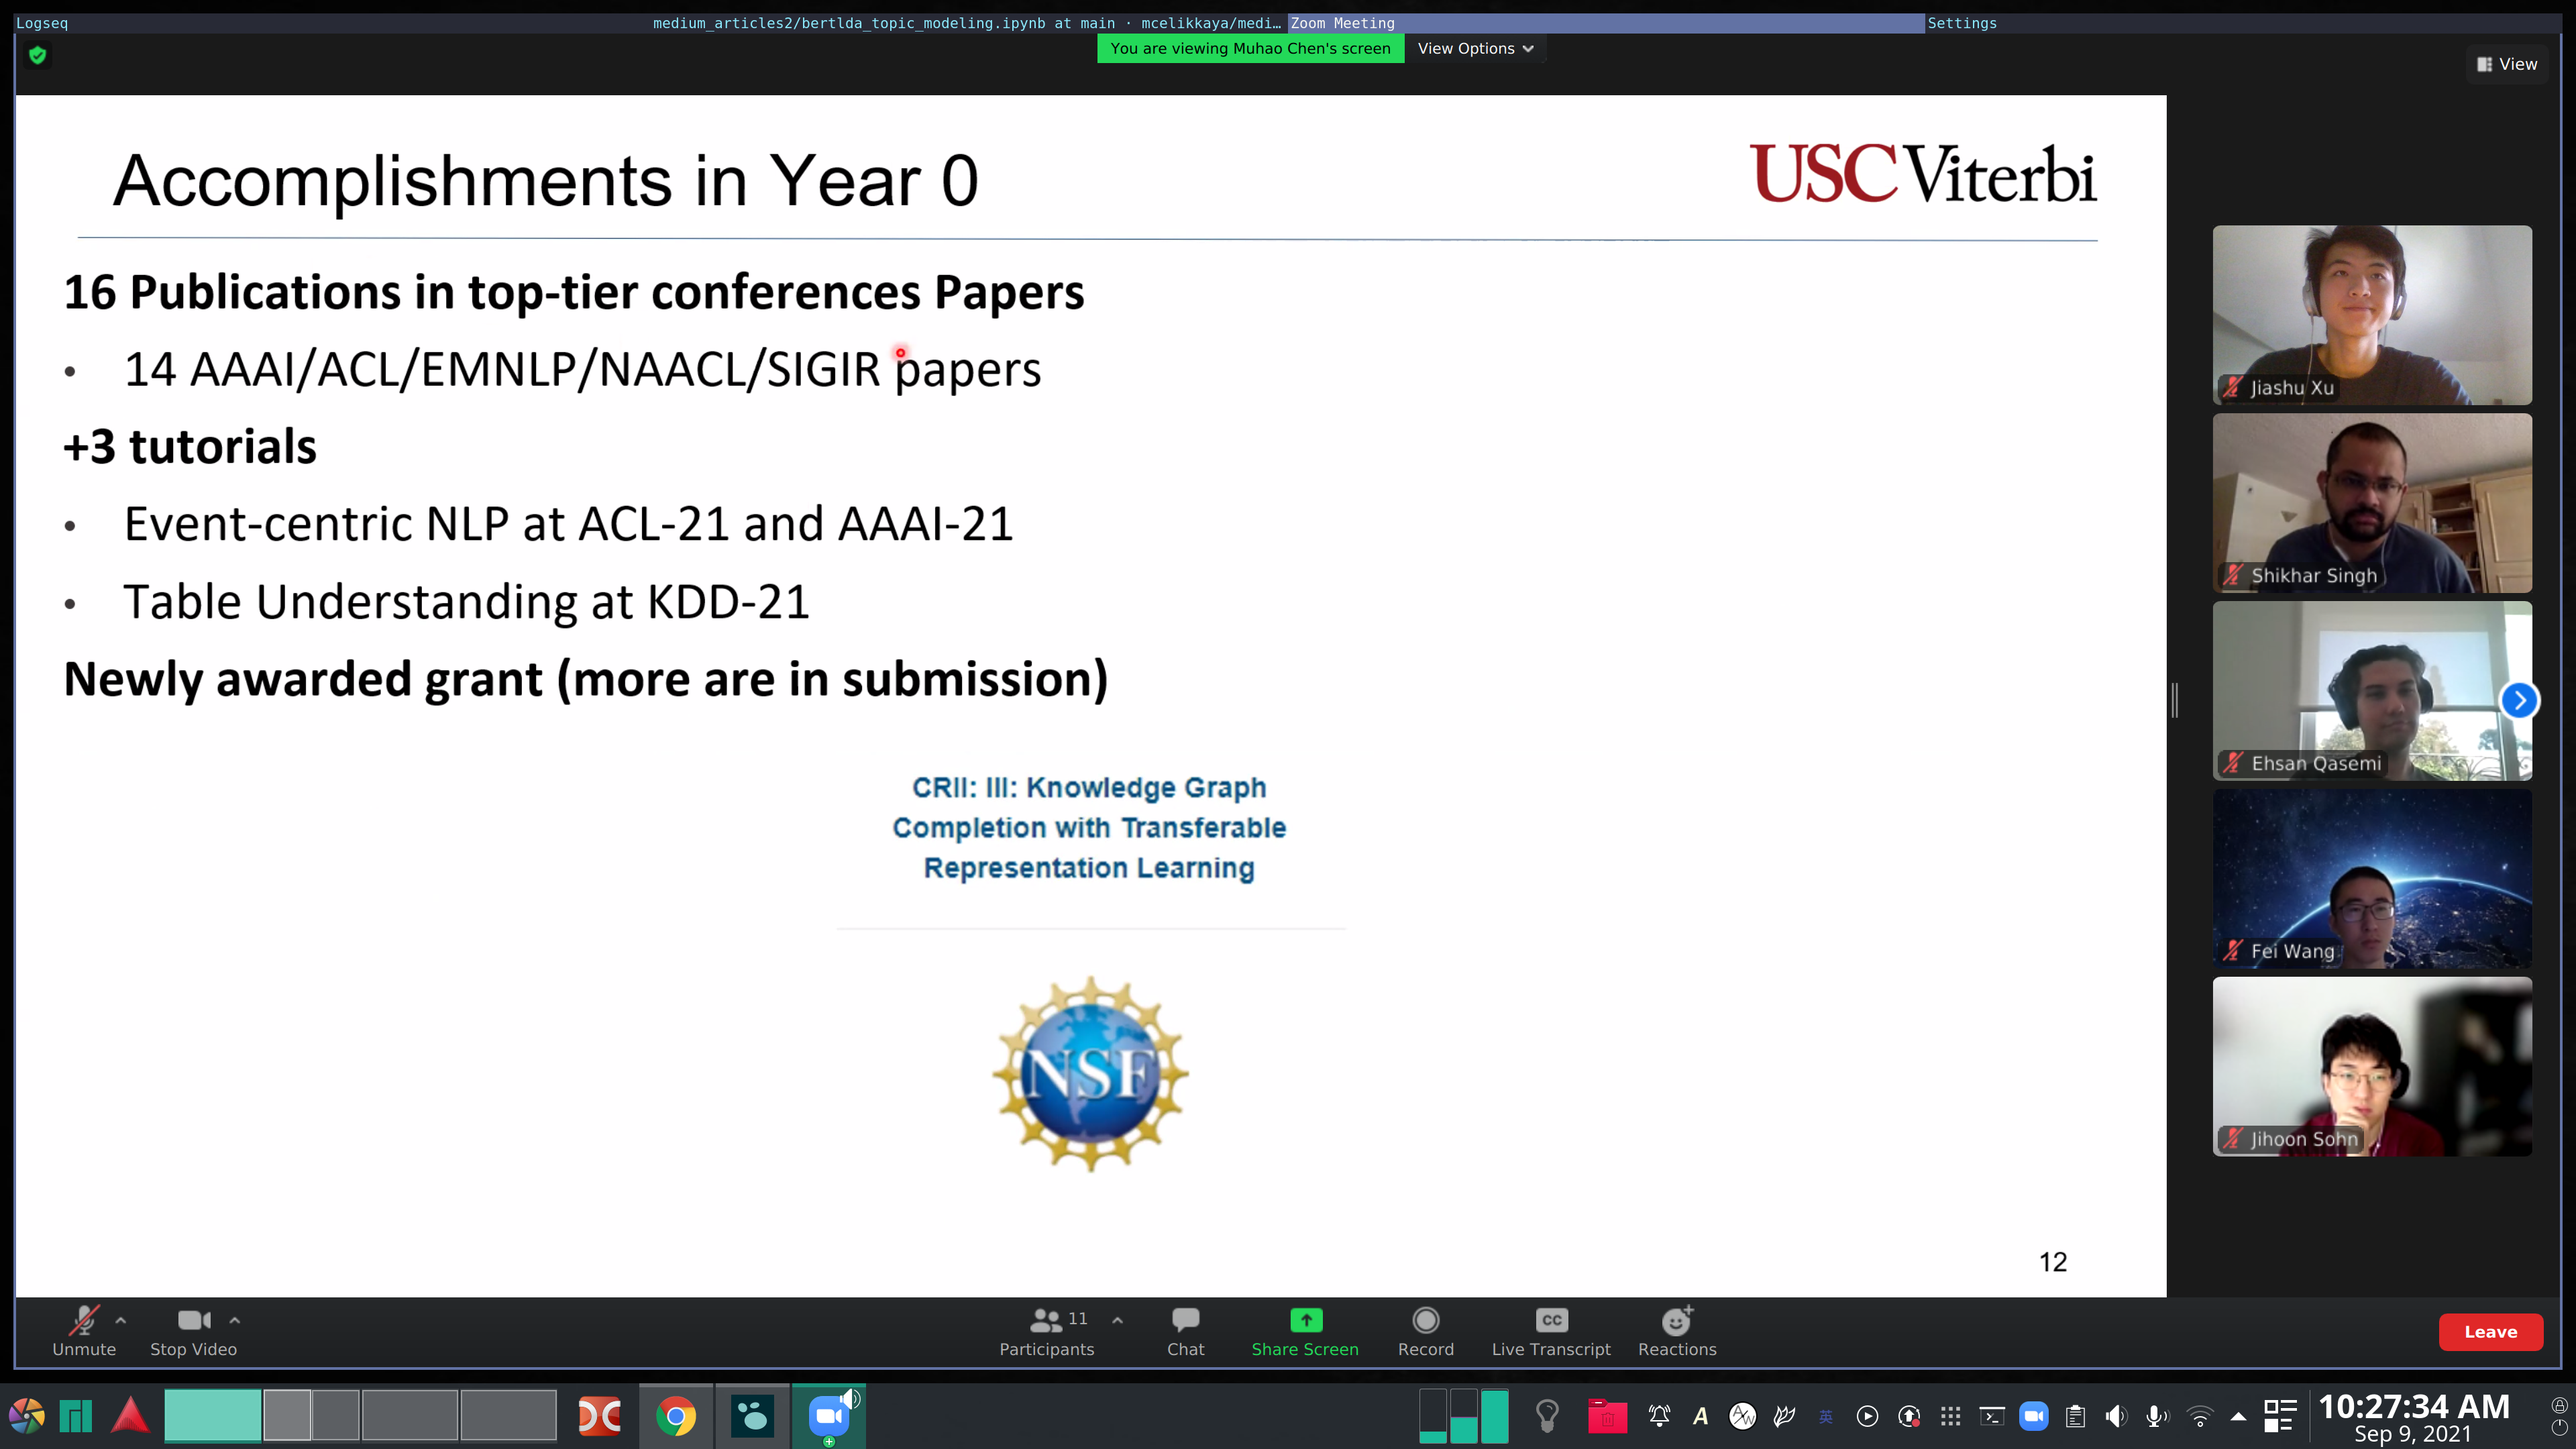 Logseq
medium_articles2/bertlda_topic_modeling.ipynb at main · mcelikkaya/medi…
Zoom Meeting
Settings
You are viewing Muhao Chen's screen
View Options
View
Accomplishments in Year 0
USC Viterbi
16 Publications in top-tier conferences Papers
• 14 AAAI/ACL/EMNLP/NAACL/SIGIR papers
+3 tutorials
• Event-centric NLP at ACL-21 and AAAI-21
• Table Understanding at KDD-21
Newly awarded grant (more are in submission)
CRII: III: Knowledge Graph
Completion with Transferable
Representation Learning
NSF
12
Jiashu Xu
Shikhar Singh
Ehsan Qasemi
Fei Wang
Jihoon Sohn
Unmute
Stop Video
11
Participants
Chat
Share Screen
Record
CC
Live Transcript
Reactions
Leave
A
英
10:27:34 AM
Sep 9, 2021